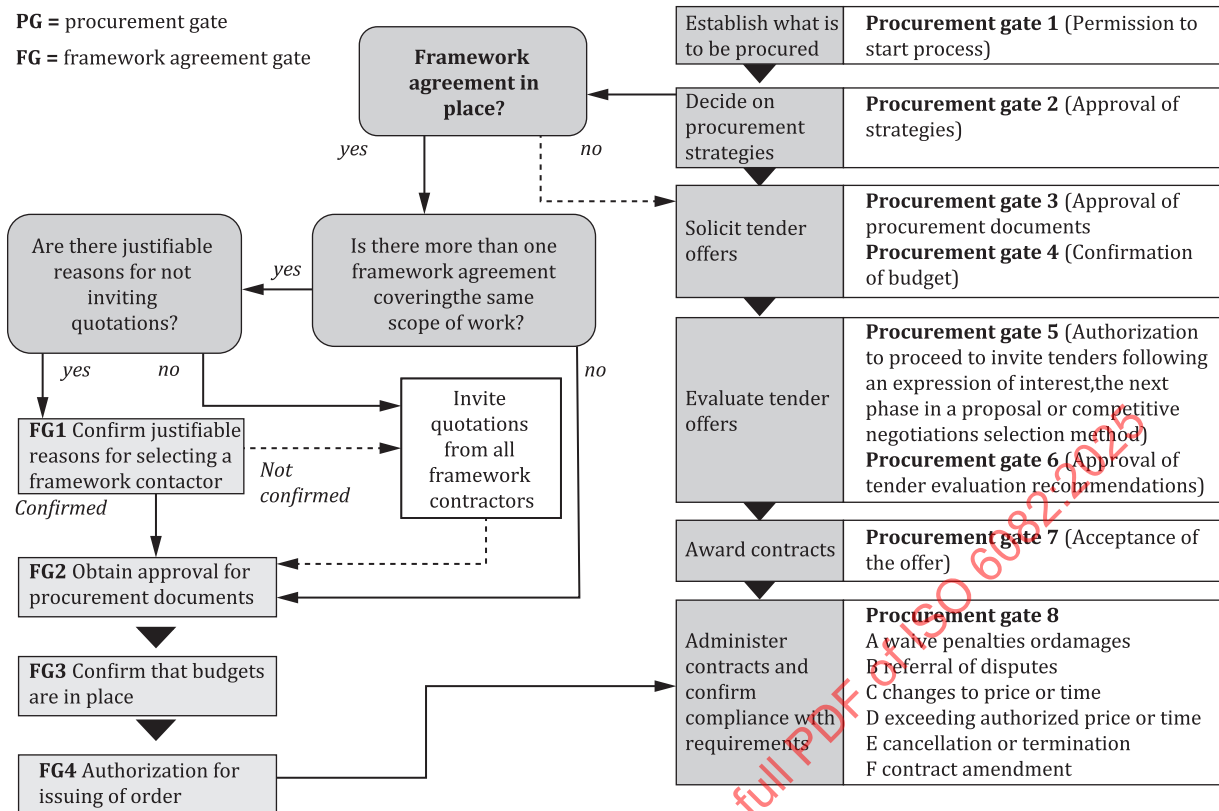 PG = procurement gate
FG = framework agreement gate
Framework
agreement in
place?
yes
no
Are there justifiable
reasons for not
inviting
quotations?
yes
Is there more than one
framework agreement
coveringthe same
scope of work?
yes
no
no
FG1 Confirm justifiable
reasons for selecting a
framework contactor
Not
confirmed
Confirmed
Invite
quotations
from all
framework
contractors
FG2 Obtain approval for
procurement documents
FG3 Confirm that budgets
are in place
FG4 Authorization for
issuing of order
Establish what is
to be procured
Procurement gate 1 (Permission to
start process)
Decide on
procurement
strategies
Procurement gate 2 (Approval of
strategies)
Solicit tender
offers
Procurement gate 3 (Approval of
procurement documents
Procurement gate 4 (Confirmation
of budget)
Evaluate tender
offers
Procurement gate 5 (Authorization
to proceed to invite tenders following
an expression of interest,the next
phase in a proposal or competitive
negotiations selection method)
Procurement gate 6 (Approval of
tender evaluation recommendations)
Award contracts
Procurement gate 7 (Acceptance of
the offer)
Administer
contracts and
confirm
compliance with
requirements
Procurement gate 8
A waive penalties ordamages
B referral of disputes
C changes to price or time
D exceeding authorized price or time
E cancellation or termination
F contract amendment
full PDF of ISO 6082:2025